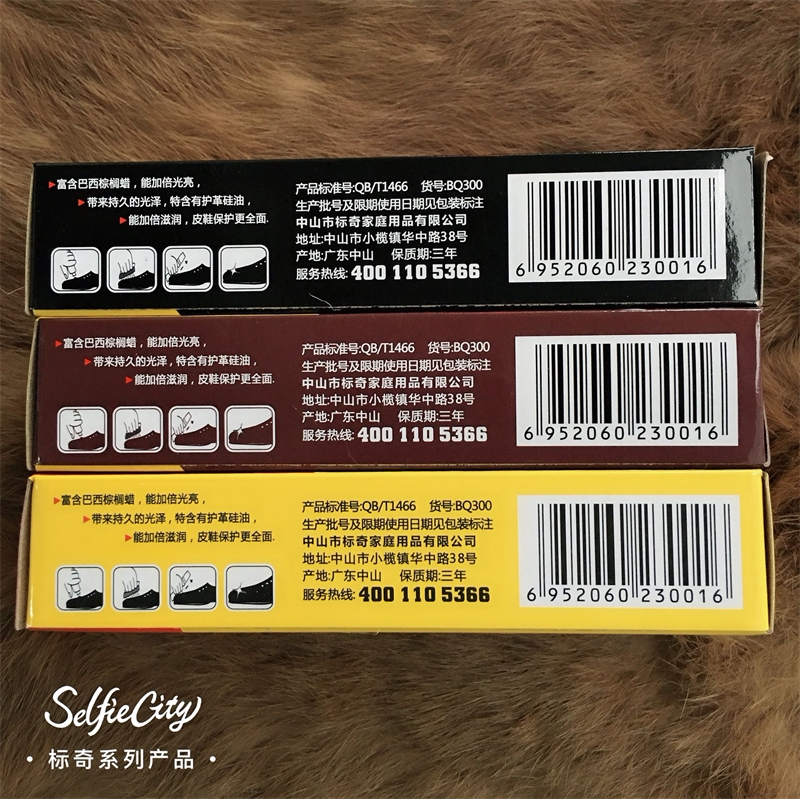 ▶富含巴西棕榈蜡，能加倍光亮，
▶带来持久的光泽，特含有护革硅油，
▶能加倍滋润，皮鞋保护更全面.
产品标准号:QB/T1466 货号:BQ300
生产批号及限期使用日期见包装标注
中山市标奇家庭用品有限公司
地址:中山市小榄镇华中路38号
产地:广东中山 保质期:三年
服务热线:400 110 5366
6 952060 230016
▶富含巴西棕榈蜡，能加倍光亮，
▶带来持久的光泽，特含有护革硅油，
▶能加倍滋润，皮鞋保护更全面.
产品标准号:QB/T1466 货号:BQ300
生产批号及限期使用日期见包装标注
中山市标奇家庭用品有限公司
地址:中山市小榄镇华中路38号
产地:广东中山 保质期:三年
服务热线:400 110 5366
6 952060 230016
▶富含巴西棕榈蜡，能加倍光亮，
▶带来持久的光泽，特含有护革硅油，
▶能加倍滋润，皮鞋保护更全面.
产品标准号:QB/T1466 货号:BQ300
生产批号及限期使用日期见包装标注
中山市标奇家庭用品有限公司
地址:中山市小榄镇华中路38号
产地:广东中山 保质期:三年
服务热线:400 110 5366
6 952060 230016
SelfieCity
· 标奇系列产品 ·